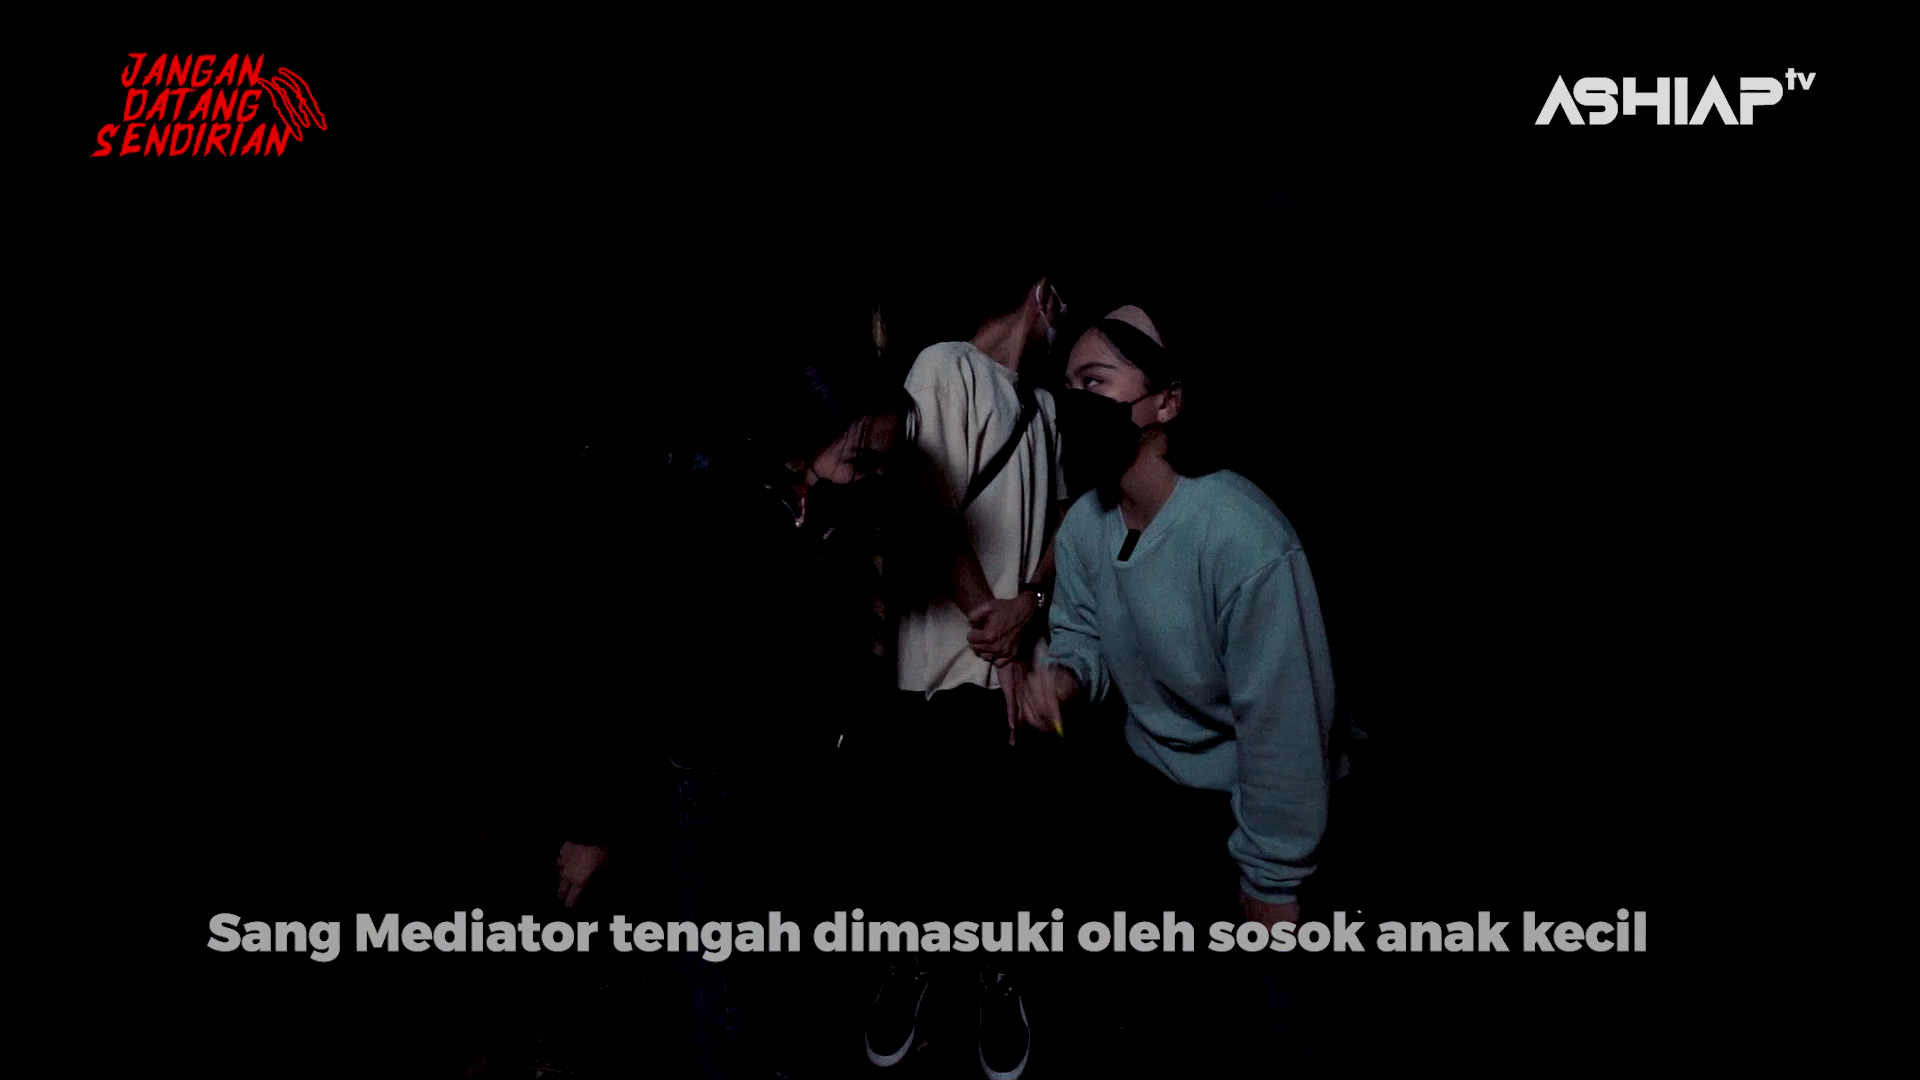 JANGAN
DATANG
SENDIRIAN
ASHIAP tv
Sang Mediator tengah dimasuki oleh sosok anak kecil